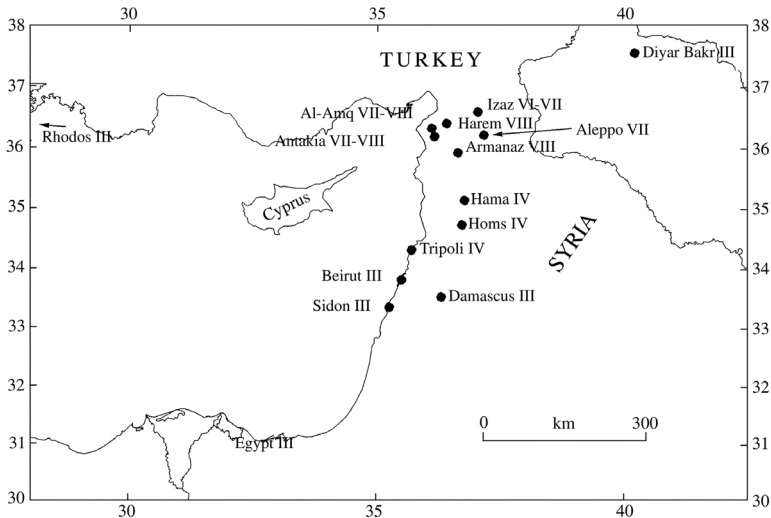 30 35 40
38 38
TURKEY
Diyar Bakr III
37 37
Izaz VI-VII
Al-Amq VII-VIII
Harem VIII
Rhodos III
Aleppo VII
Antakia VII-VIII
36 36
Armanaz VIII
Cyprus
Hama IV
35 35
Homs IV
SYRIA
Tripoli IV
34 34
Beirut III
Damascus III
Sidon III
33 33
32 32
0 km 300
31 31
Egypt III
30 30
30 35 40